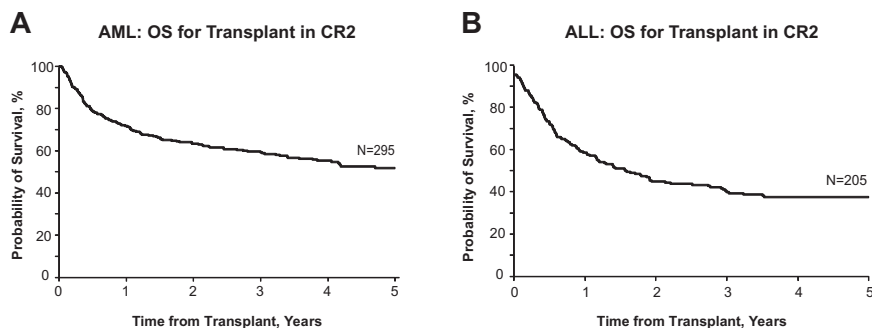 A
AML: OS for Transplant in CR2
Probability of Survival, %
100
80
60
40
20
0
N=295
0 1 2 3 4 5
Time from Transplant, Years
B
ALL: OS for Transplant in CR2
Probability of Survival, %
100
80
60
40
20
0
N=205
0 1 2 3 4 5
Time from Transplant, Years